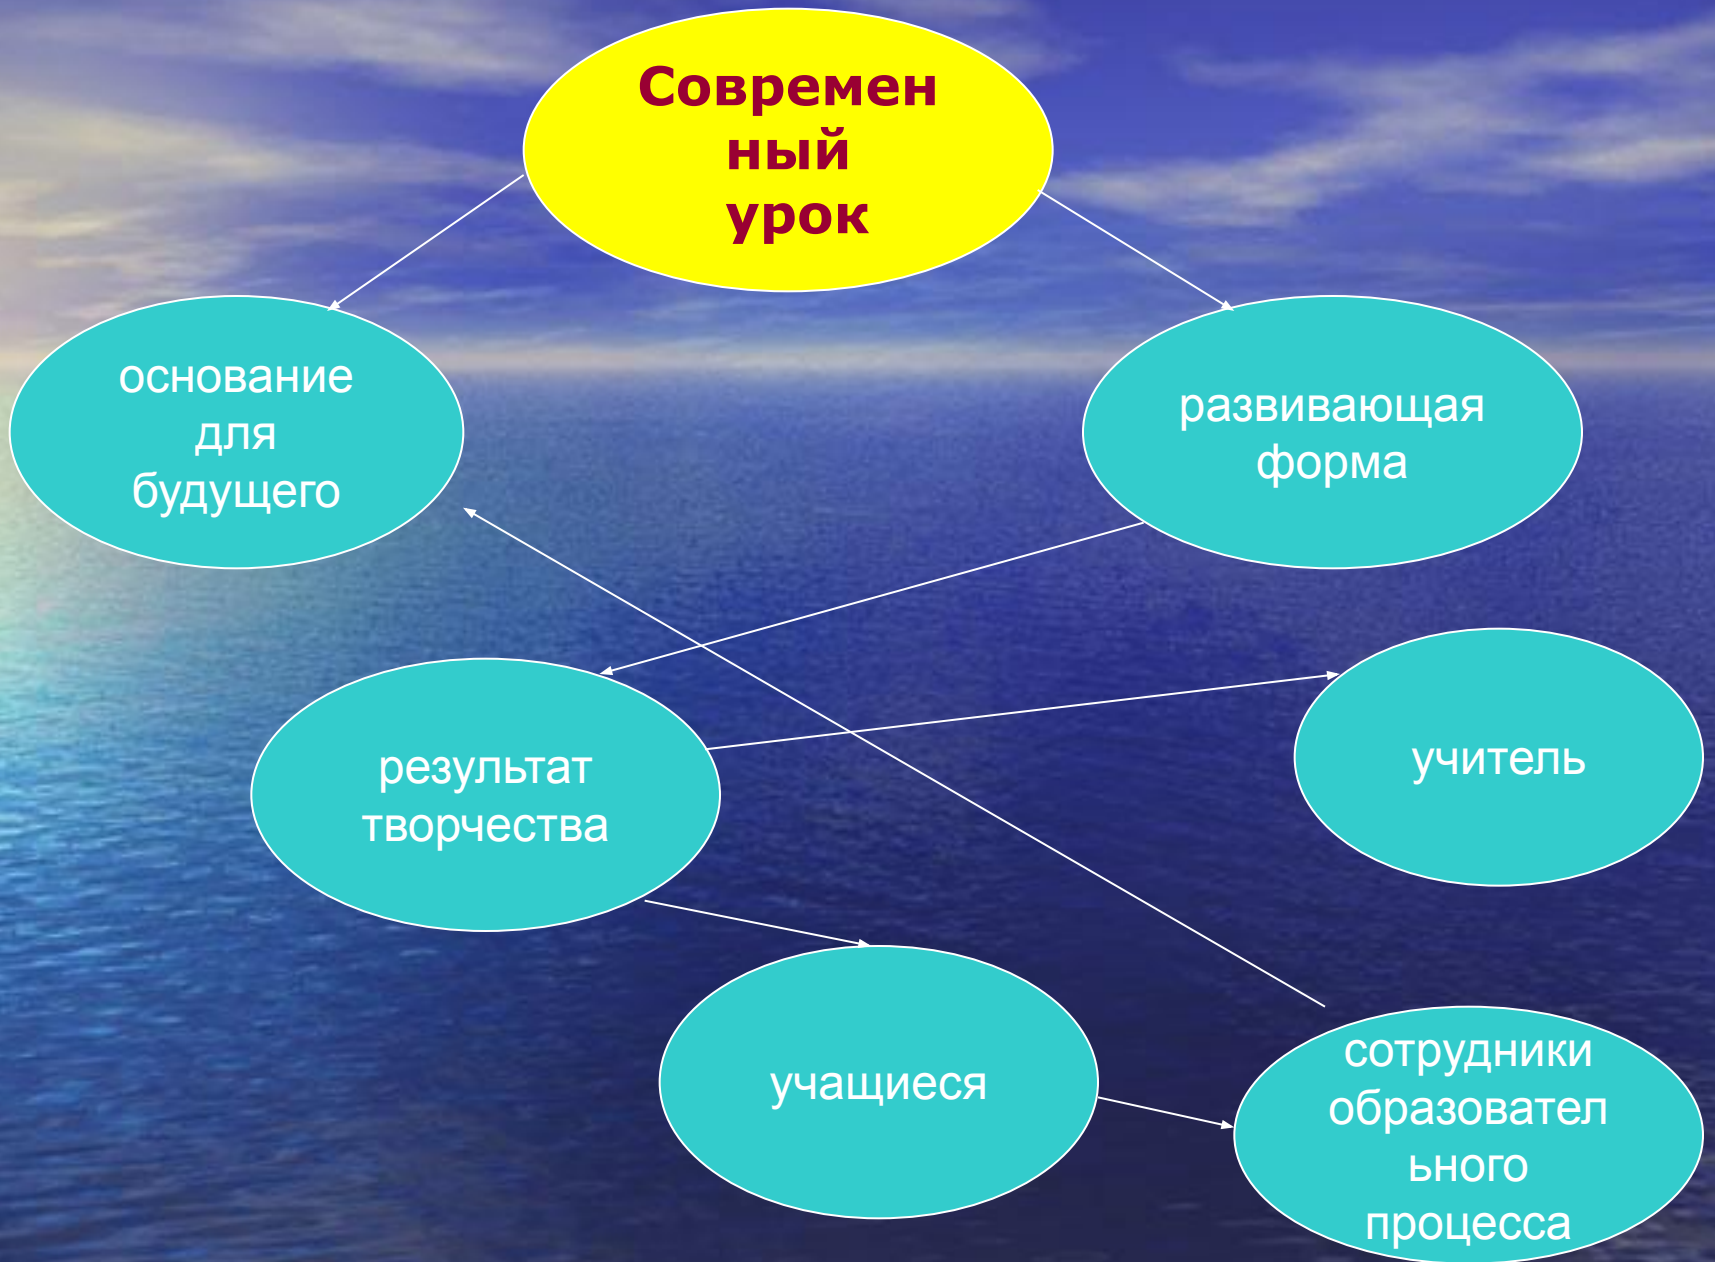 Современ
ный
урок
основание
для
будущего
развивающая
форма
результат
творчества
учитель
учащиеся
сотрудники
образовател
ьного
процесса